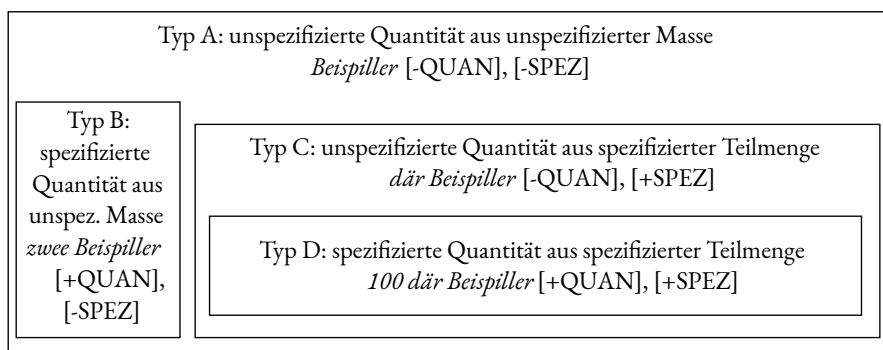 Typ A: unspezifizierte Quantität aus unspezifizierter Masse
Beispiller [-QUAN], [-SPEZ]
Typ B:
spezifizierte
Quantität aus
unspez. Masse
zwee Beispiller
[+QUAN],
[-SPEZ]
Typ C: unspezifizierte Quantität aus spezifizierter Teilmenge
där Beispiller [-QUAN], [+SPEZ]
Typ D: spezifizierte Quantität aus spezifizierter Teilmenge
100 där Beispiller [+QUAN], [+SPEZ]